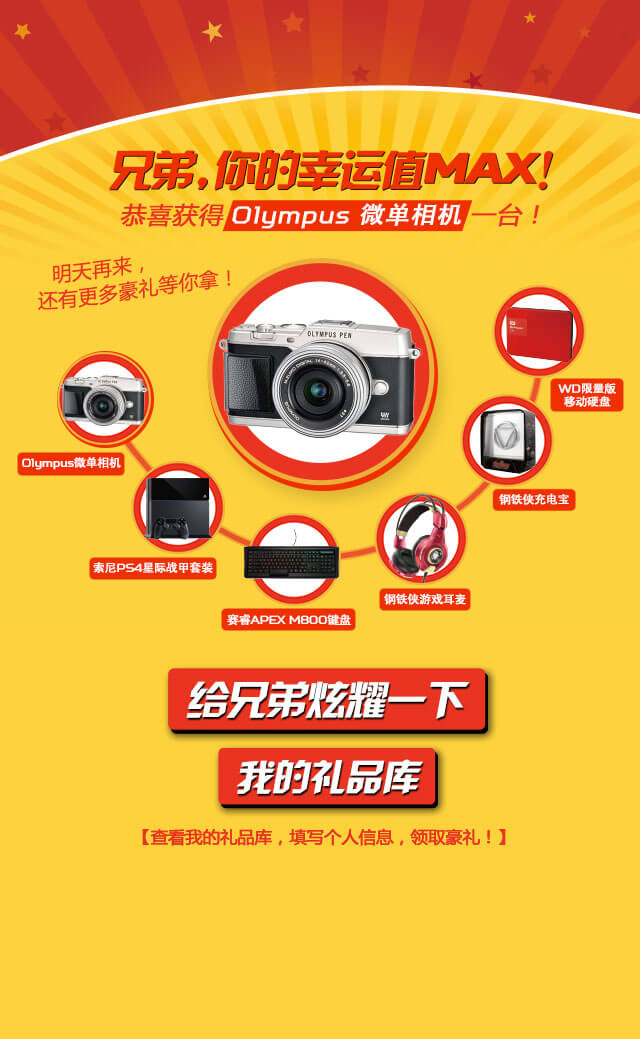 兄弟,你的幸运值MAX!
恭喜获得 Olympus 微单相机 一台！
明天再来，
还有更多豪礼等你拿！
OLYMPUS PEN
WD限量版
移动硬盘
Olympus微单相机
钢铁侠充电宝
索尼PS4星际战甲套装
钢铁侠游戏耳麦
赛睿APEX M800键盘
给兄弟炫耀一下
我的礼品库
【查看我的礼品库，填写个人信息，领取豪礼！】